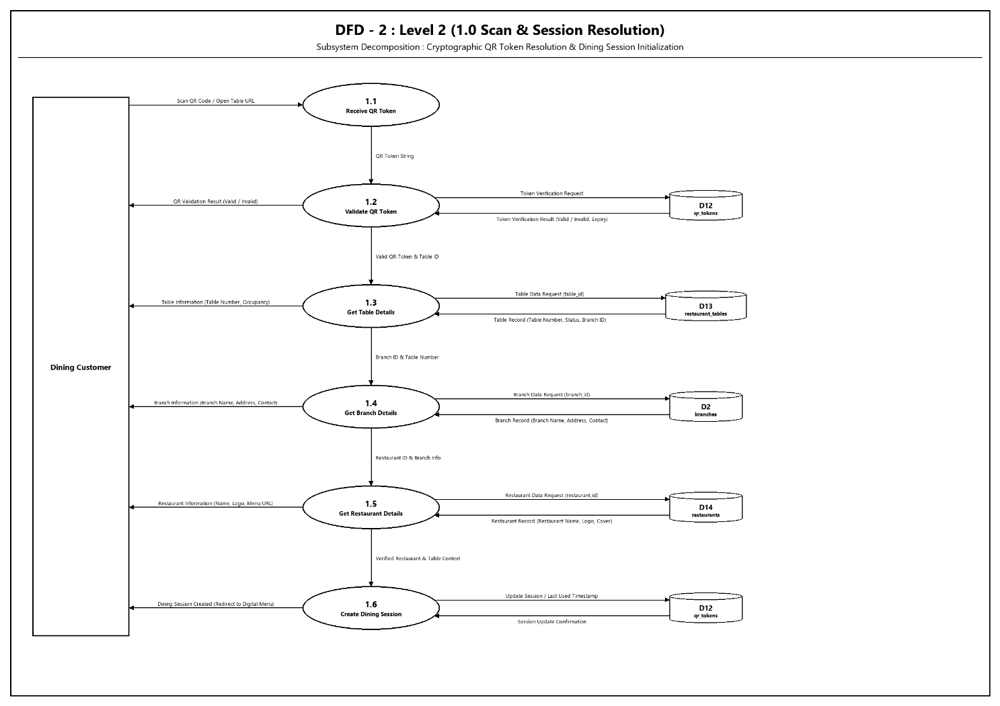 DFD - 2 : Level 2 (1.0 Scan & Session Resolution)
Subsystem Decomposition : Cryptographic QR Token Resolution & Dining Session Initialization
Scan QR Code / Open Table URL
1.1
Receive QR Token
QR Token String
QR Validation Result (Valid / Invalid)
1.2
Validate QR Token
Token Verification Request
Token Verification Result (Valid / Invalid, Expiry)
D12
qr_tokens
Valid QR Token & Table ID
Table Information (Table Number, Occupancy)
1.3
Get Table Details
Table Data Request (table_id)
Table Record (Table Number, Status, Branch ID)
D13
restaurant_tables
Branch ID & Table Number
Dining Customer
Branch Information (Branch Name, Address, Contact)
1.4
Get Branch Details
Branch Data Request (branch_id)
Branch Record (Branch Name, Address, Contact)
D2
branches
Restaurant ID & Branch Info
Restaurant Information (Name, Logo, Menu URL)
1.5
Get Restaurant Details
Restaurant Data Request (restaurant_id)
Restaurant Record (Restaurant Name, Logo, Cover)
D14
restaurants
Verified Restaurant & Table Context
Dining Session Created (Redirect to Digital Menu)
1.6
Create Dining Session
Update Session / Last Used Timestamp
Session Update Confirmation
D12
qr_tokens